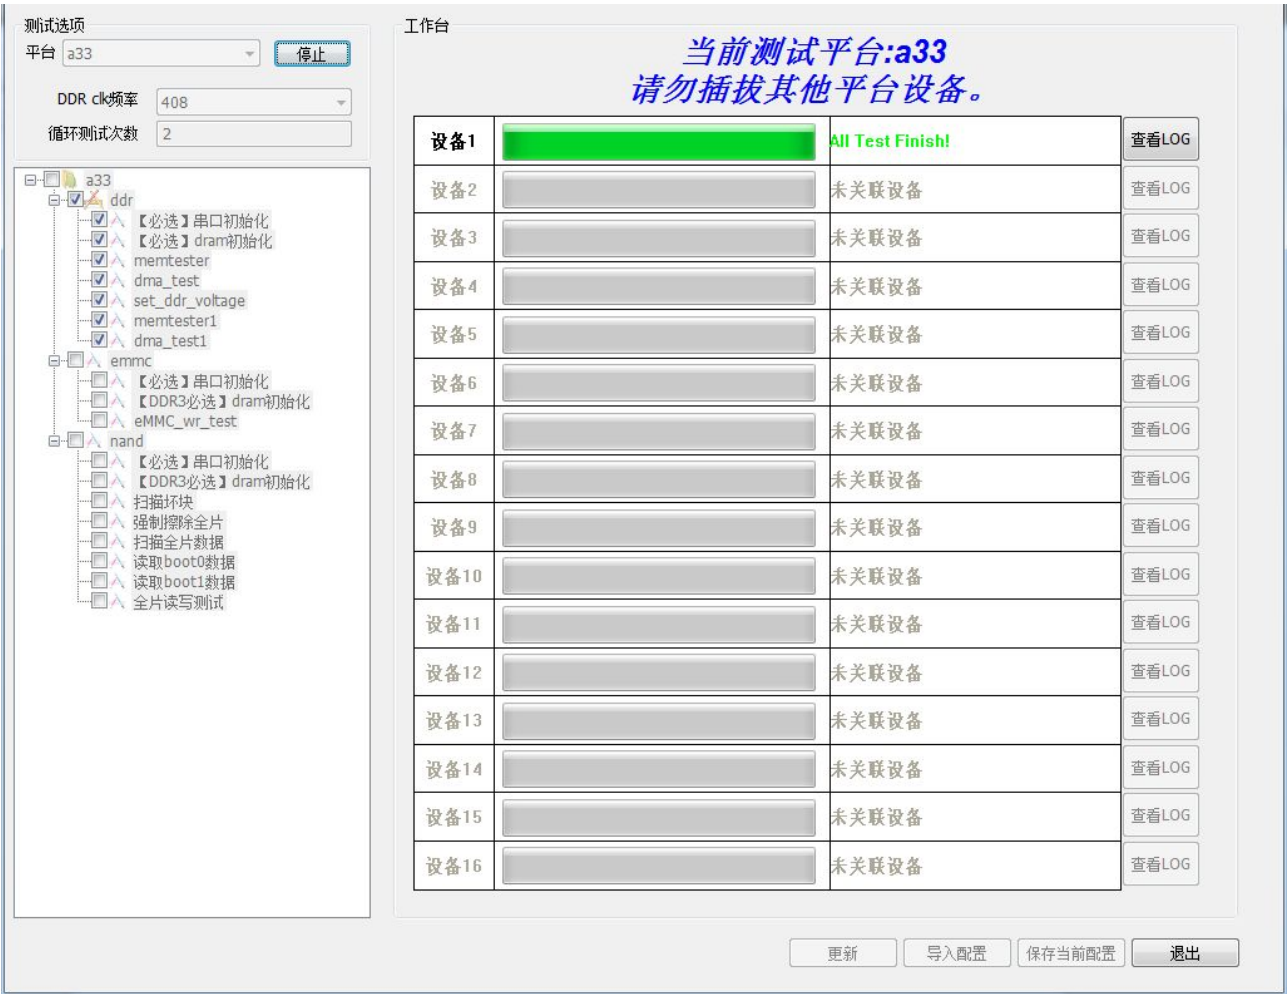 测试选项
平台 a33 停止
DDR clk频率 408
循环测试次数 2
a33
ddr
【必选】串口初始化
【必选】dram初始化
memtester
dma_test
set_ddr_voltage
memtester1
dma_test1
emmc
【必选】串口初始化
【DDR3必选】dram初始化
eMMC_wr_test
nand
【必选】串口初始化
【DDR3必选】dram初始化
扫描坏块
强制擦除全片
扫描全片数据
读取boot0数据
读取boot1数据
全片读写测试
工作台
当前测试平台:a33
请勿插拔其他平台设备。
设备1 All Test Finish! 查看LOG
设备2 未关联设备 查看LOG
设备3 未关联设备 查看LOG
设备4 未关联设备 查看LOG
设备5 未关联设备 查看LOG
设备6 未关联设备 查看LOG
设备7 未关联设备 查看LOG
设备8 未关联设备 查看LOG
设备9 未关联设备 查看LOG
设备10 未关联设备 查看LOG
设备11 未关联设备 查看LOG
设备12 未关联设备 查看LOG
设备13 未关联设备 查看LOG
设备14 未关联设备 查看LOG
设备15 未关联设备 查看LOG
设备16 未关联设备 查看LOG
更新 导入配置 保存当前配置 退出